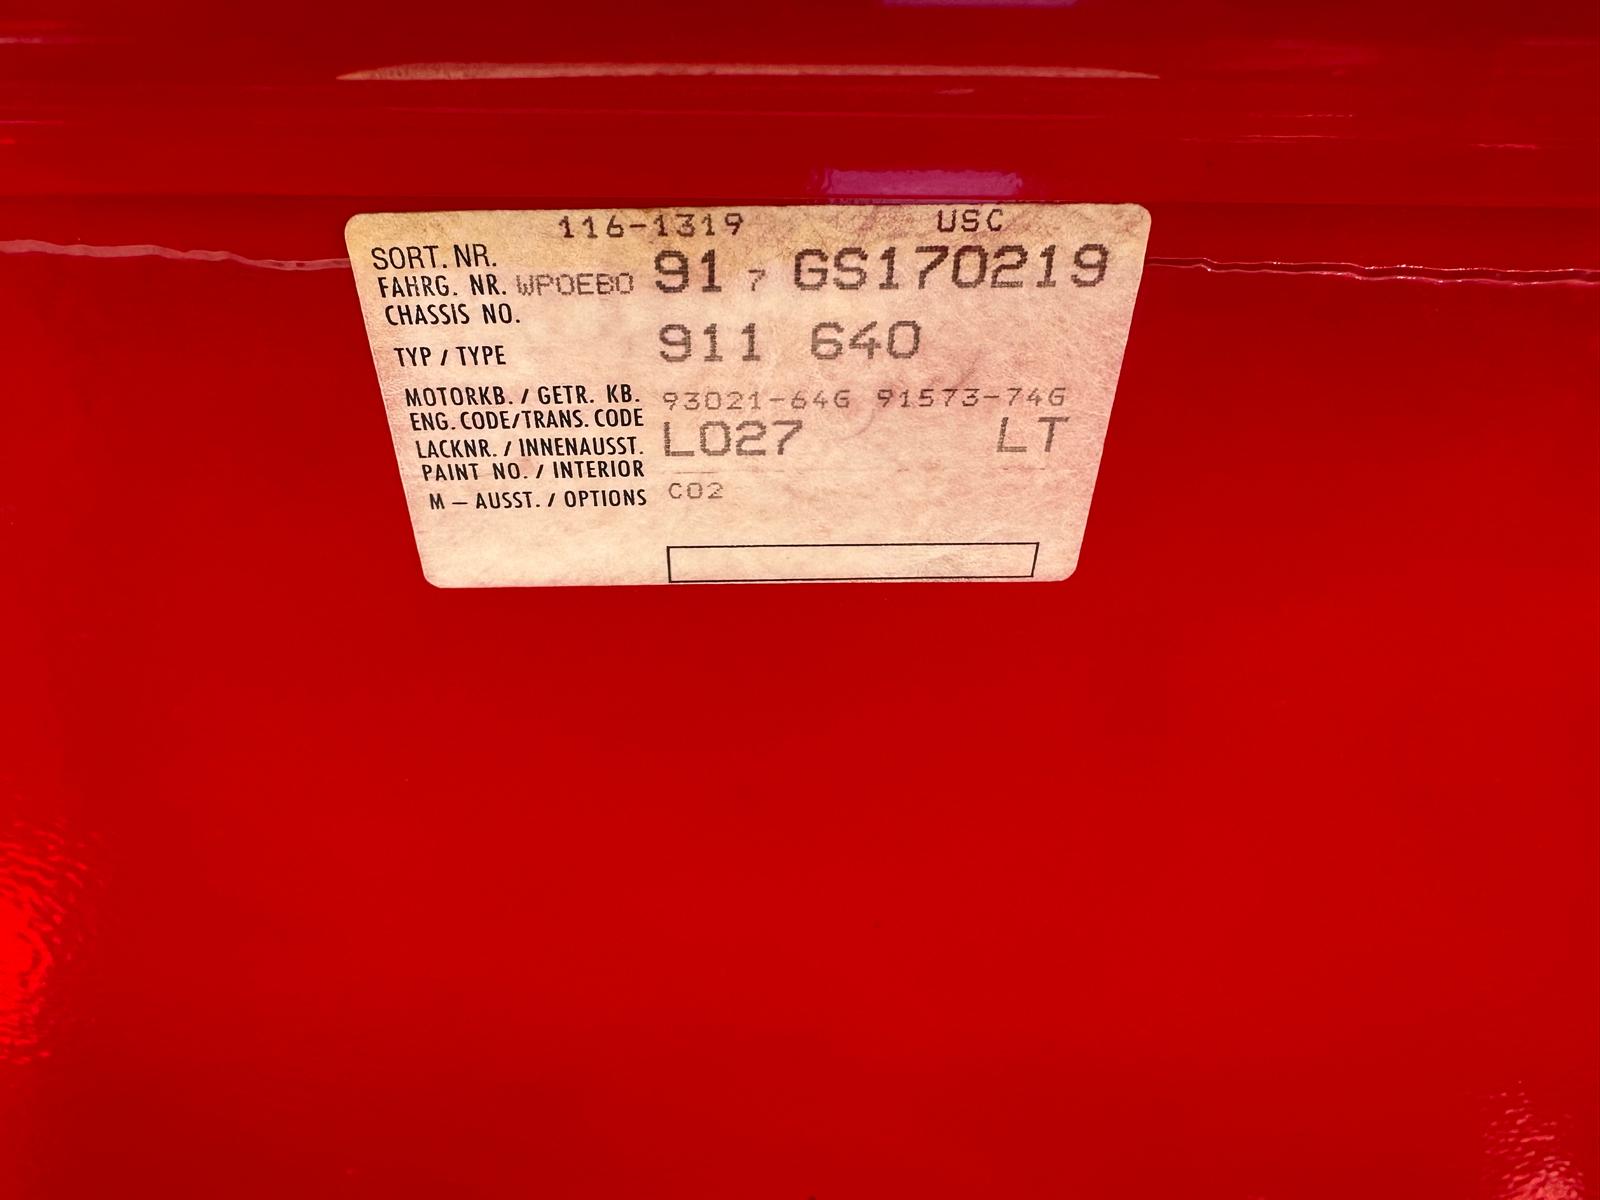 116-1319 USC
SORT. NR.
FAHRG. NR. WP0EB0 91 7 GS170219
CHASSIS NO.
TYP / TYPE 911 640
MOTORKB. / GETR. KB. 93021-64G 91573-74G
ENG. CODE/TRANS. CODE
LACKNR. / INNENAUSST. L027 LT
PAINT NO. / INTERIOR
M – AUSST. / OPTIONS C02